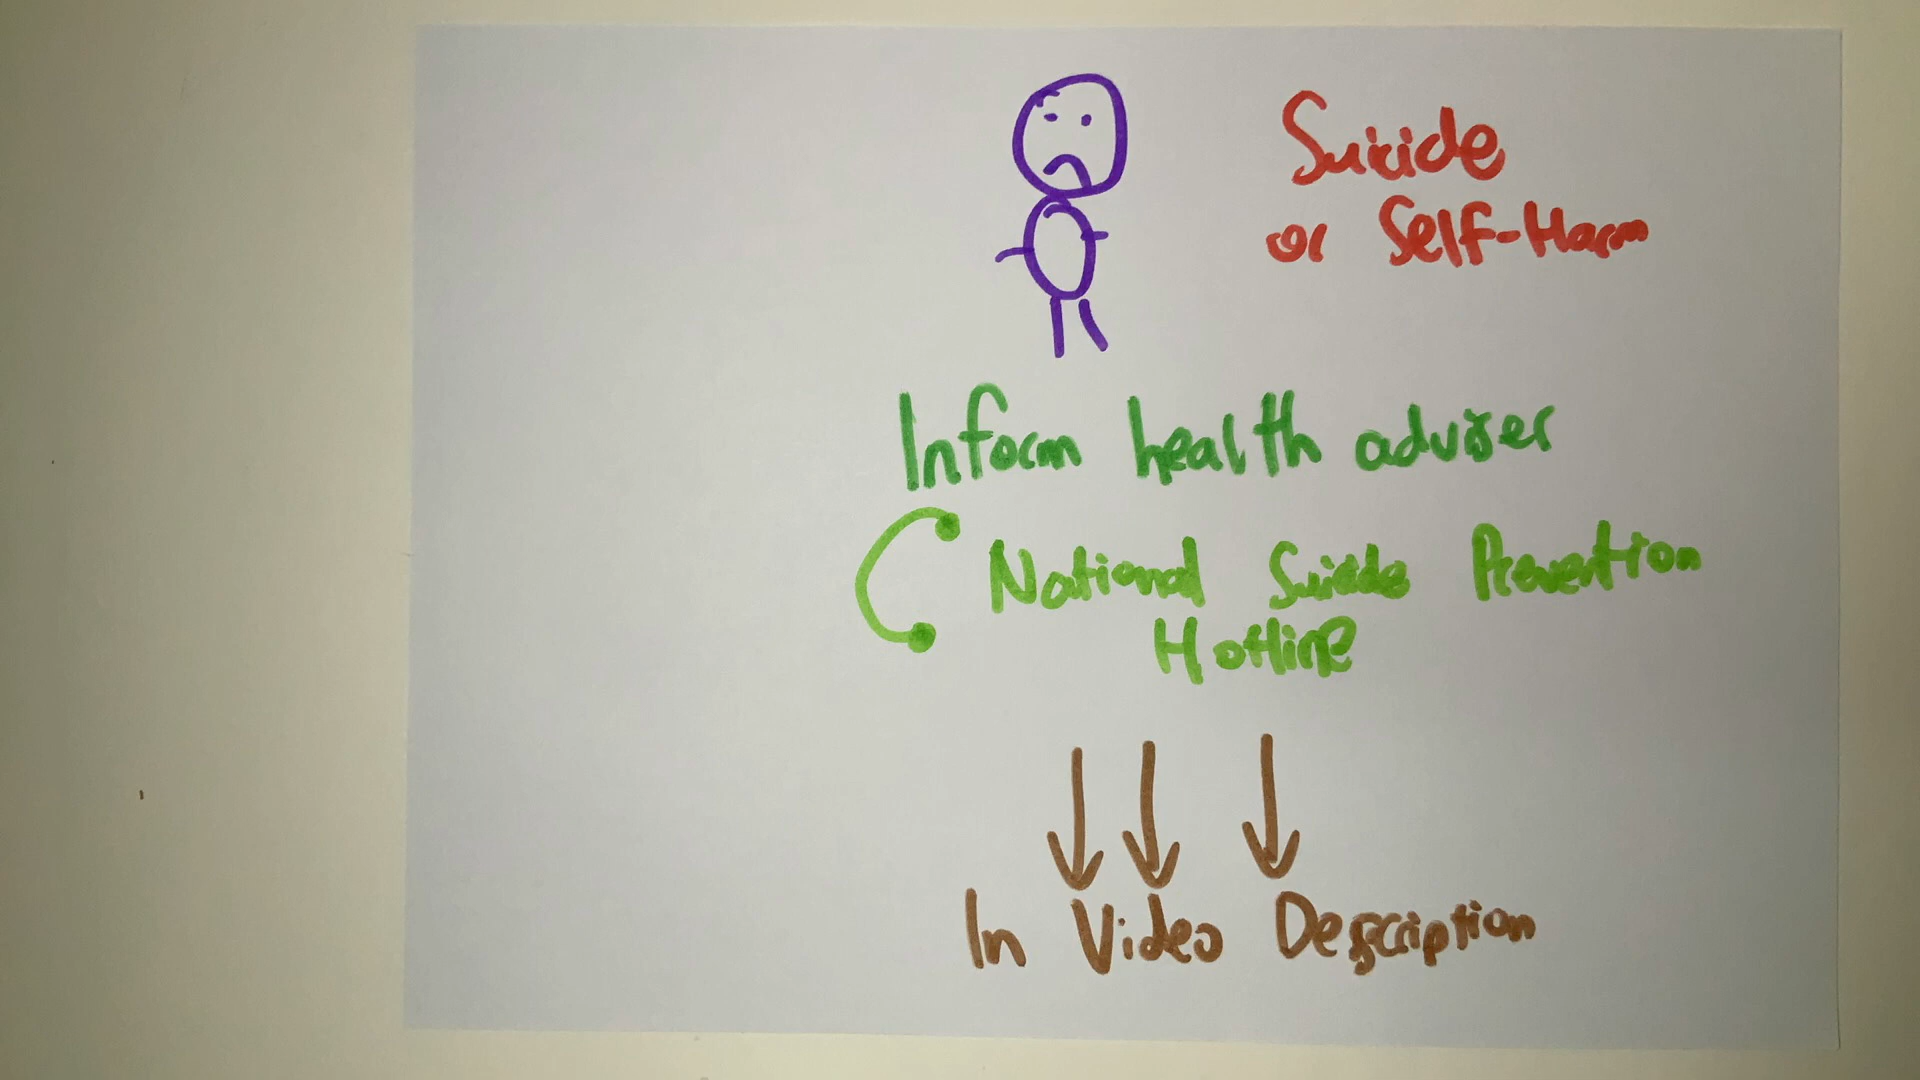 Suicide
or Self-Harm
Inform health adviser
National Suicide Prevention
Hotline
In Video Description